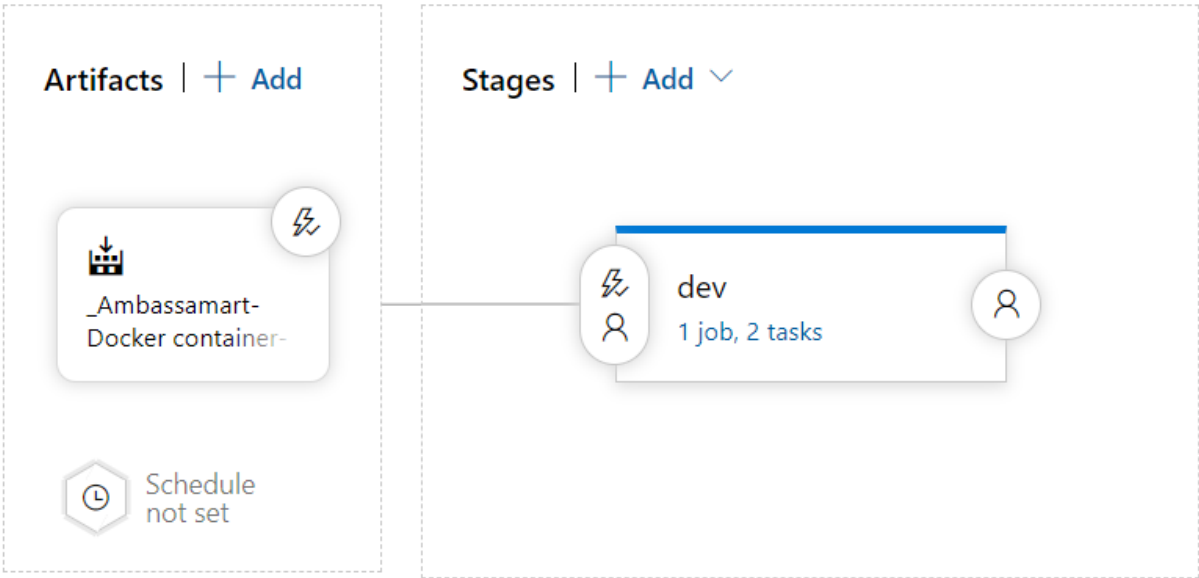 Artifacts | + Add
Stages | + Add
_Ambassamart-
Docker container-
dev
1 job, 2 tasks
Schedule
not set